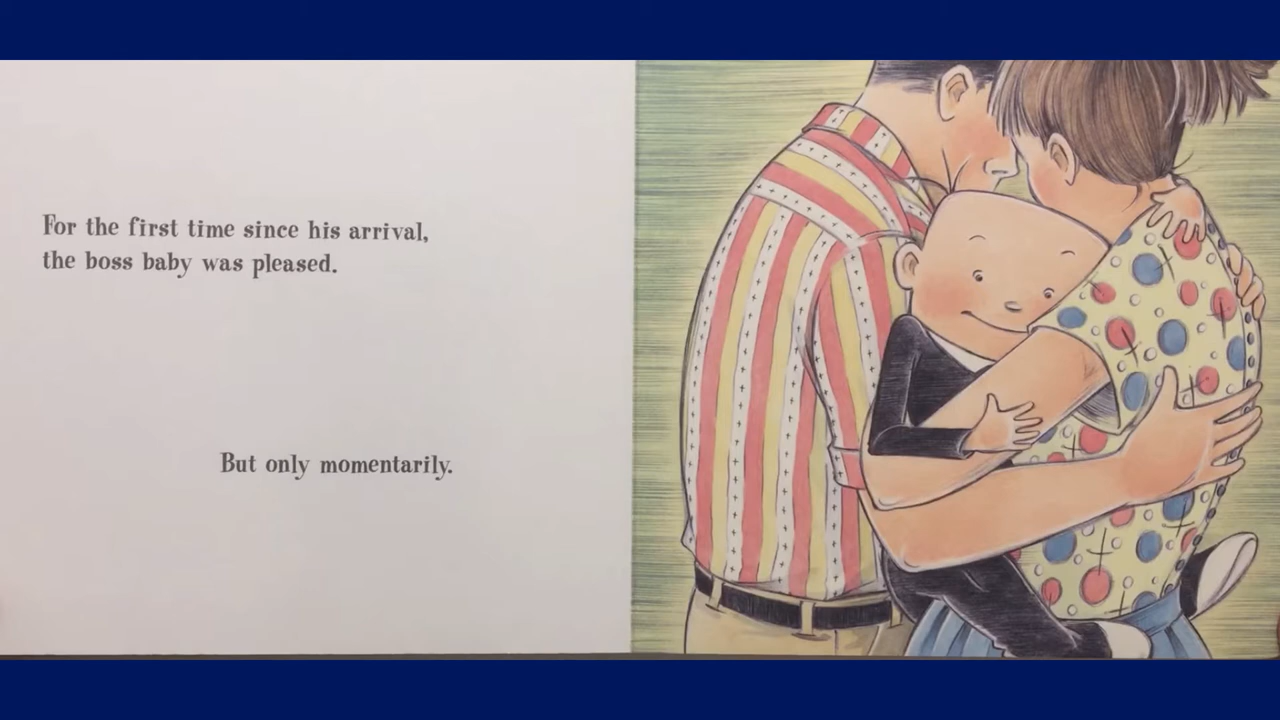 For the first time since his arrival,
the boss baby was pleased.
But only momentarily.